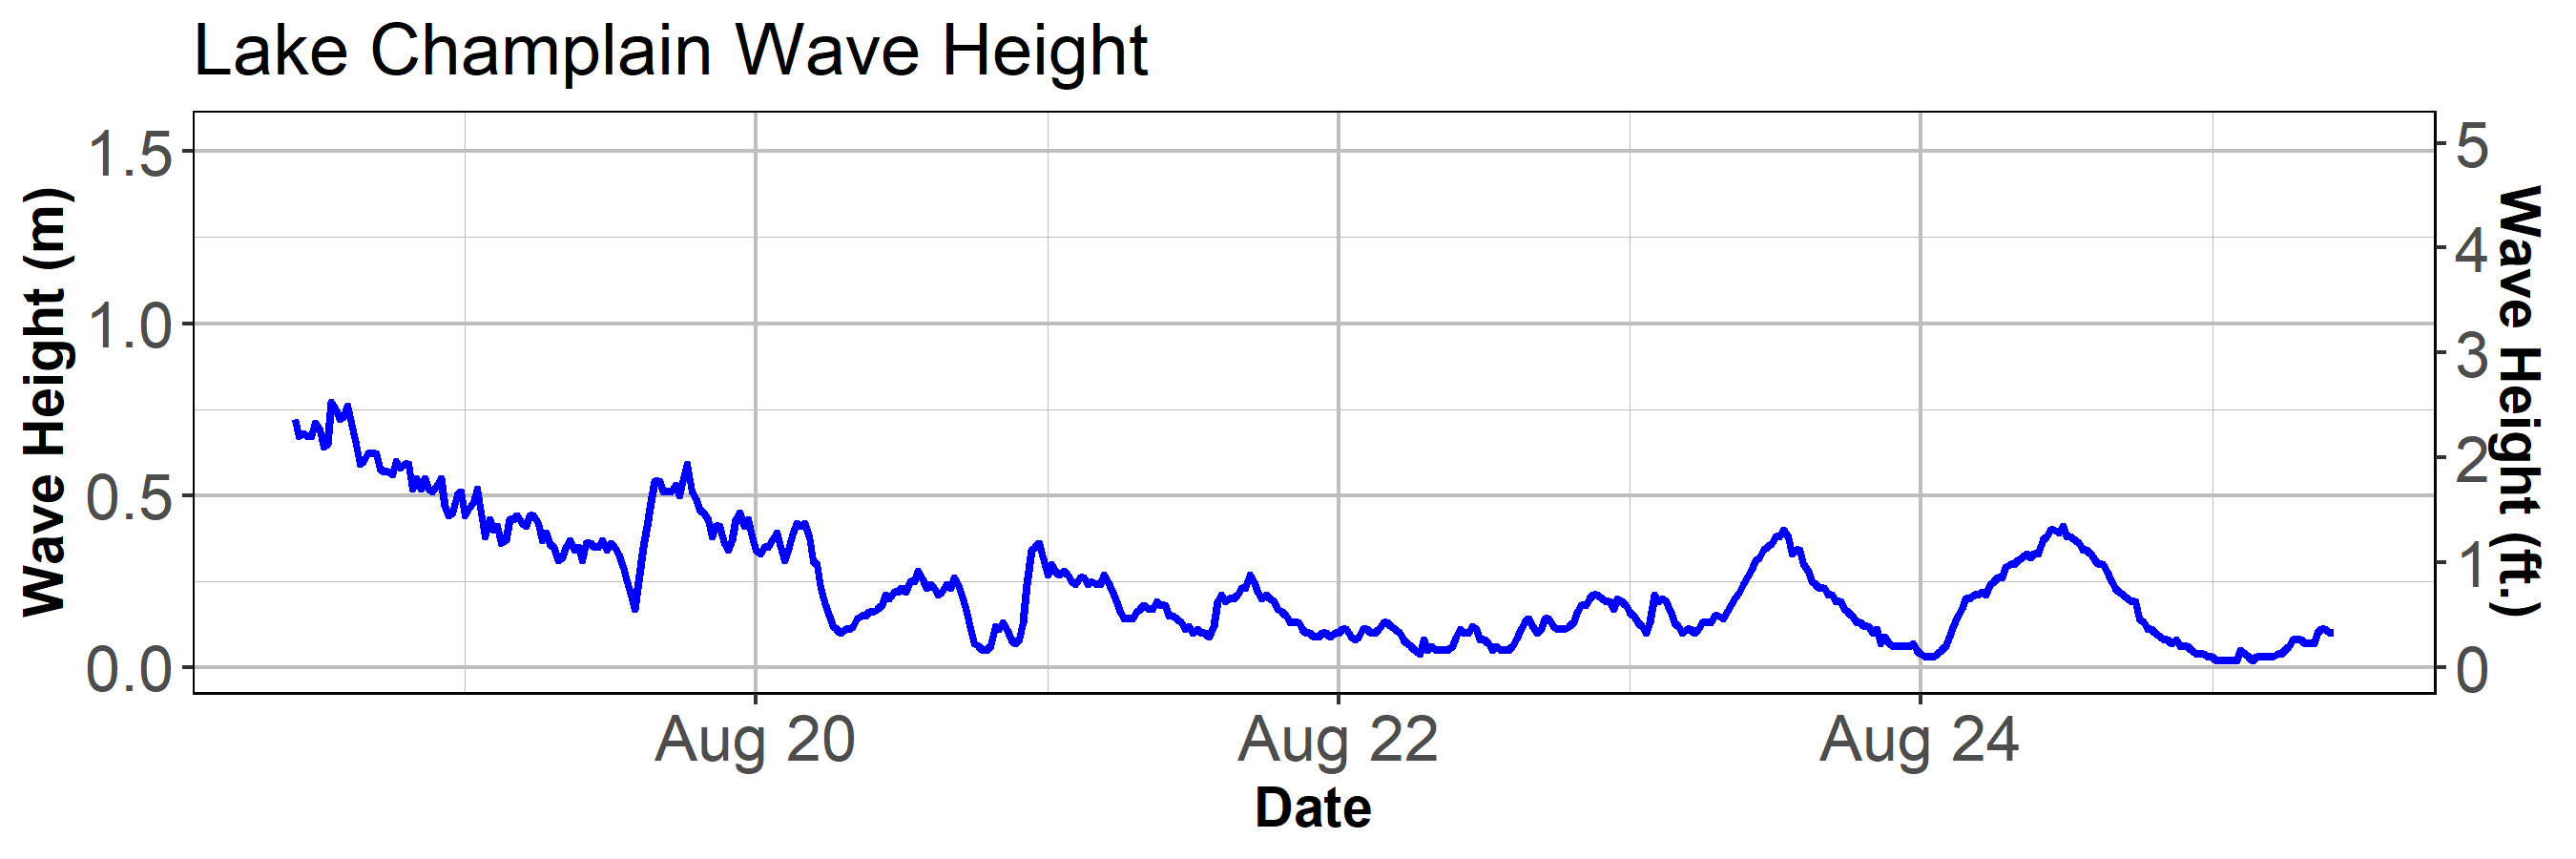 Lake Champlain Wave Height
Wave Height (m)
1.5
1.0
0.5
0.0
5
4
3
2
1
0
Wave Height (ft.)
Aug 20
Aug 22
Aug 24
Date